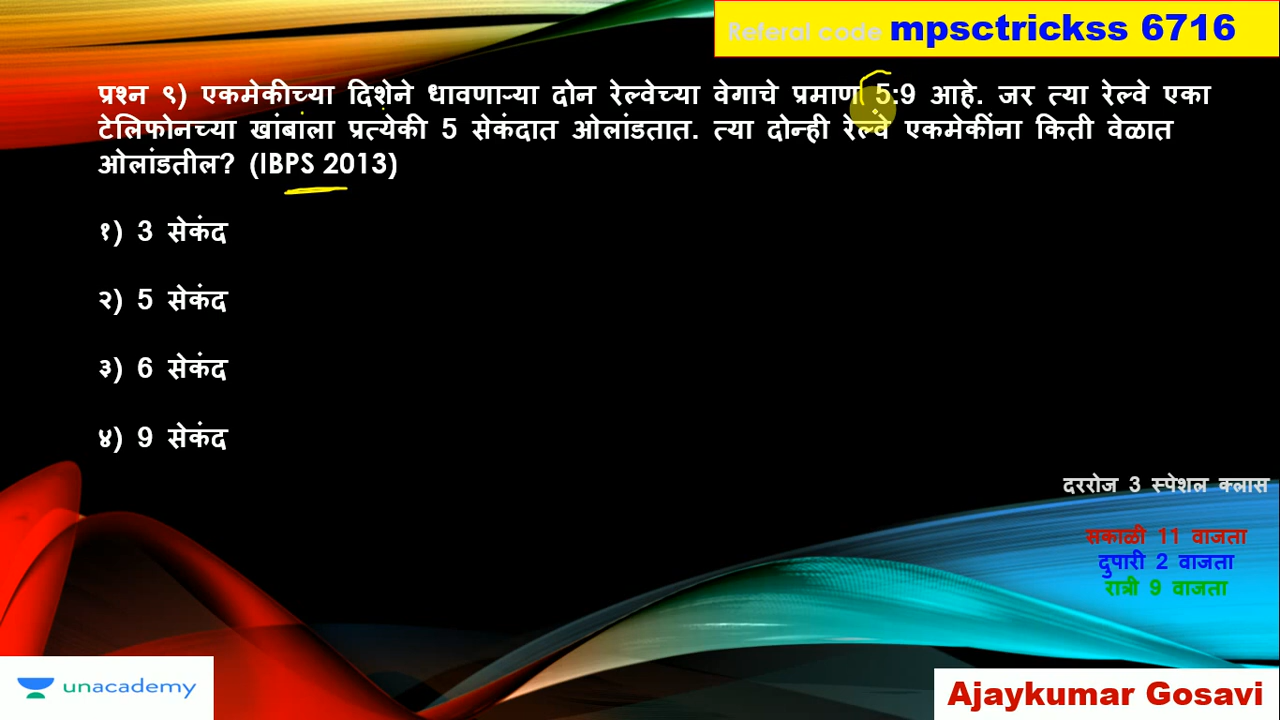 Referal code mpsctrickss 6716
प्रश्न ९) एकमेकीच्या दिशेने धावणाऱ्या दोन रेल्वेच्या वेगाचे प्रमाण 5:9 आहे. जर त्या रेल्वे एका
टेलिफोनच्या खांबांला प्रत्येकी 5 सेकंदात ओलांडतात. त्या दोन्ही रेल्वे एकमेकींना किती वेळात
ओलांडतील? (IBPS 2013)
१) 3 सेकंद
२) 5 सेकंद
३) 6 सेकंद
४) 9 सेकंद
दररोज 3 स्पेशल क्लास
सकाळी 11 वाजता
दुपारी 2 वाजता
रात्री 9 वाजता
unacademy
Ajaykumar Gosavi